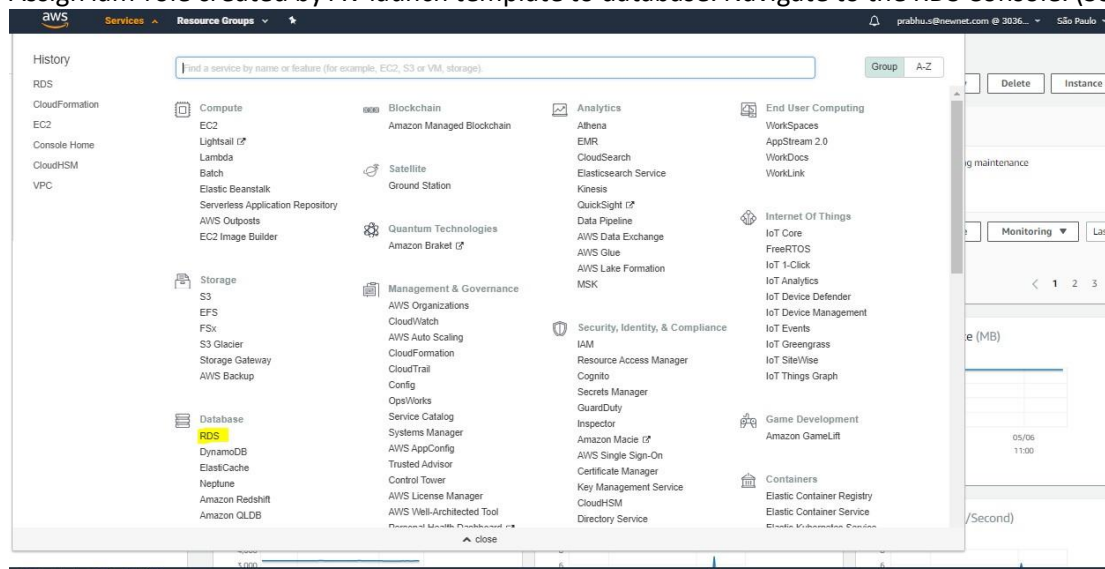 Assign iam role created by AV launch template to database. Navigate to the RDS console.
aws
Services
Resource Groups
prabhu.s@newnet.com @ 3036...
São Paulo
History
RDS
CloudFormation
EC2
Console Home
CloudHSM
VPC
Find a service by name or feature (for example, EC2, S3 or VM, storage).
Group
A-Z
Compute
EC2
Lightsail
Lambda
Batch
Elastic Beanstalk
Serverless Application Repository
AWS Outposts
EC2 Image Builder
Storage
S3
EFS
FSx
S3 Glacier
Storage Gateway
AWS Backup
Database
RDS
DynamoDB
ElastiCache
Neptune
Amazon Redshift
Amazon QLDB
Blockchain
Amazon Managed Blockchain
Satellite
Ground Station
Quantum Technologies
Amazon Braket
Management & Governance
AWS Organizations
CloudWatch
AWS Auto Scaling
CloudFormation
CloudTrail
Config
OpsWorks
Service Catalog
Systems Manager
AWS AppConfig
Trusted Advisor
Control Tower
AWS License Manager
AWS Well-Architected Tool
Personal Health Dashboard
Analytics
Athena
EMR
CloudSearch
Elasticsearch Service
Kinesis
QuickSight
Data Pipeline
AWS Data Exchange
AWS Glue
AWS Lake Formation
MSK
Security, Identity, & Compliance
IAM
Resource Access Manager
Cognito
Secrets Manager
GuardDuty
Inspector
Amazon Macie
AWS Single Sign-On
Certificate Manager
Key Management Service
CloudHSM
Directory Service
End User Computing
WorkSpaces
AppStream 2.0
WorkDocs
WorkLink
Internet Of Things
IoT Core
FreeRTOS
IoT 1-Click
IoT Analytics
IoT Device Defender
IoT Device Management
IoT Events
IoT Greengrass
IoT SiteWise
IoT Things Graph
Game Development
Amazon GameLift
Containers
Elastic Container Registry
Elastic Container Service
Elastic Kubernetes Service
close
Delete
Instance
maintenance
Monitoring
1 2 3
(MB)
05/06
11:00
/Second)
3,000
6
6